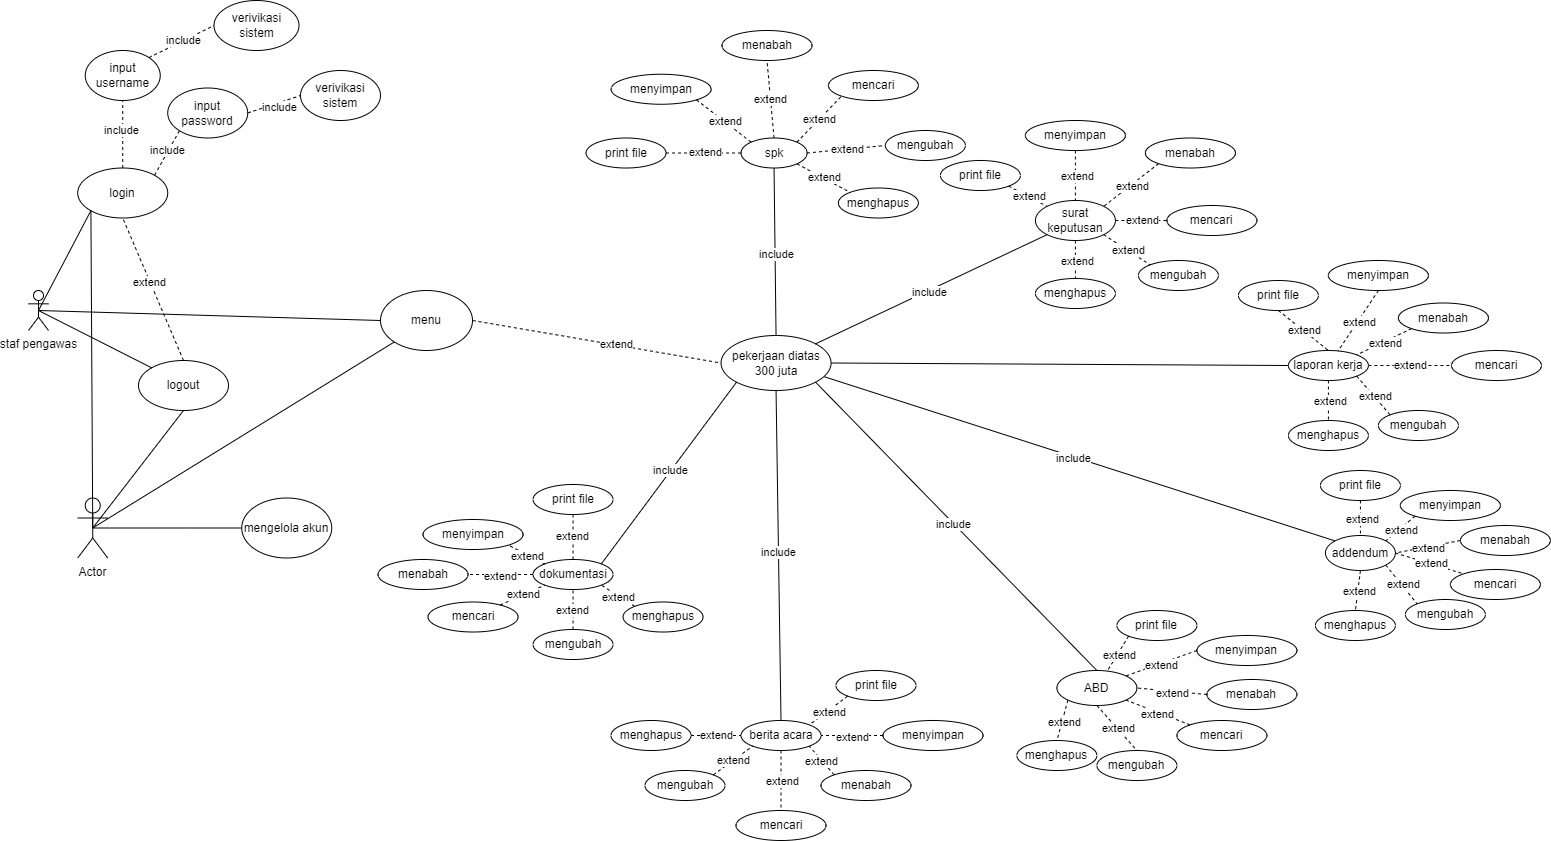 verivikasi
sistem
include
input
username
verivikasi
sistem
input
password
include
include
include
login
extend
staf pengawas
menu
logout
mengelola akun
Actor
extend
pekerjaan diatas
300 juta
include
spk
menabah
extend
menyimpan
extend
mencari
extend
print file
extend
mengubah
extend
menghapus
extend
include
surat
keputusan
menyimpan
extend
menabah
extend
print file
extend
mencari
extend
mengubah
extend
menghapus
extend
laporan kerja
menyimpan
extend
print file
extend
menabah
extend
mencari
extend
mengubah
extend
menghapus
extend
include
addendum
print file
extend
menyimpan
extend
menabah
extend
mencari
extend
mengubah
extend
menghapus
extend
include
ABD
print file
extend
menyimpan
extend
menabah
extend
mencari
extend
mengubah
extend
menghapus
extend
include
berita acara
print file
extend
menyimpan
extend
menabah
extend
mencari
extend
mengubah
extend
menghapus
extend
include
dokumentasi
print file
extend
menyimpan
extend
menabah
extend
mencari
extend
mengubah
extend
menghapus
extend